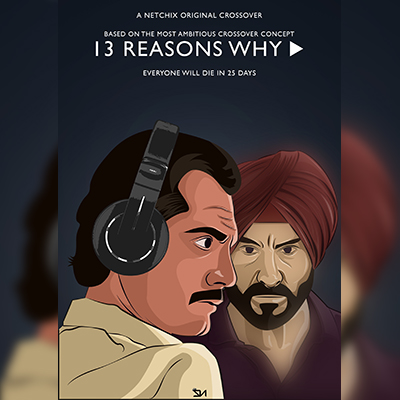 A NETCHIX ORIGINAL CROSSOVER
BASED ON THE MOST AMBITIOUS CROSSOVER CONCEPT
13 REASONS WHY
EVERYONE WILL DIE IN 25 DAYS